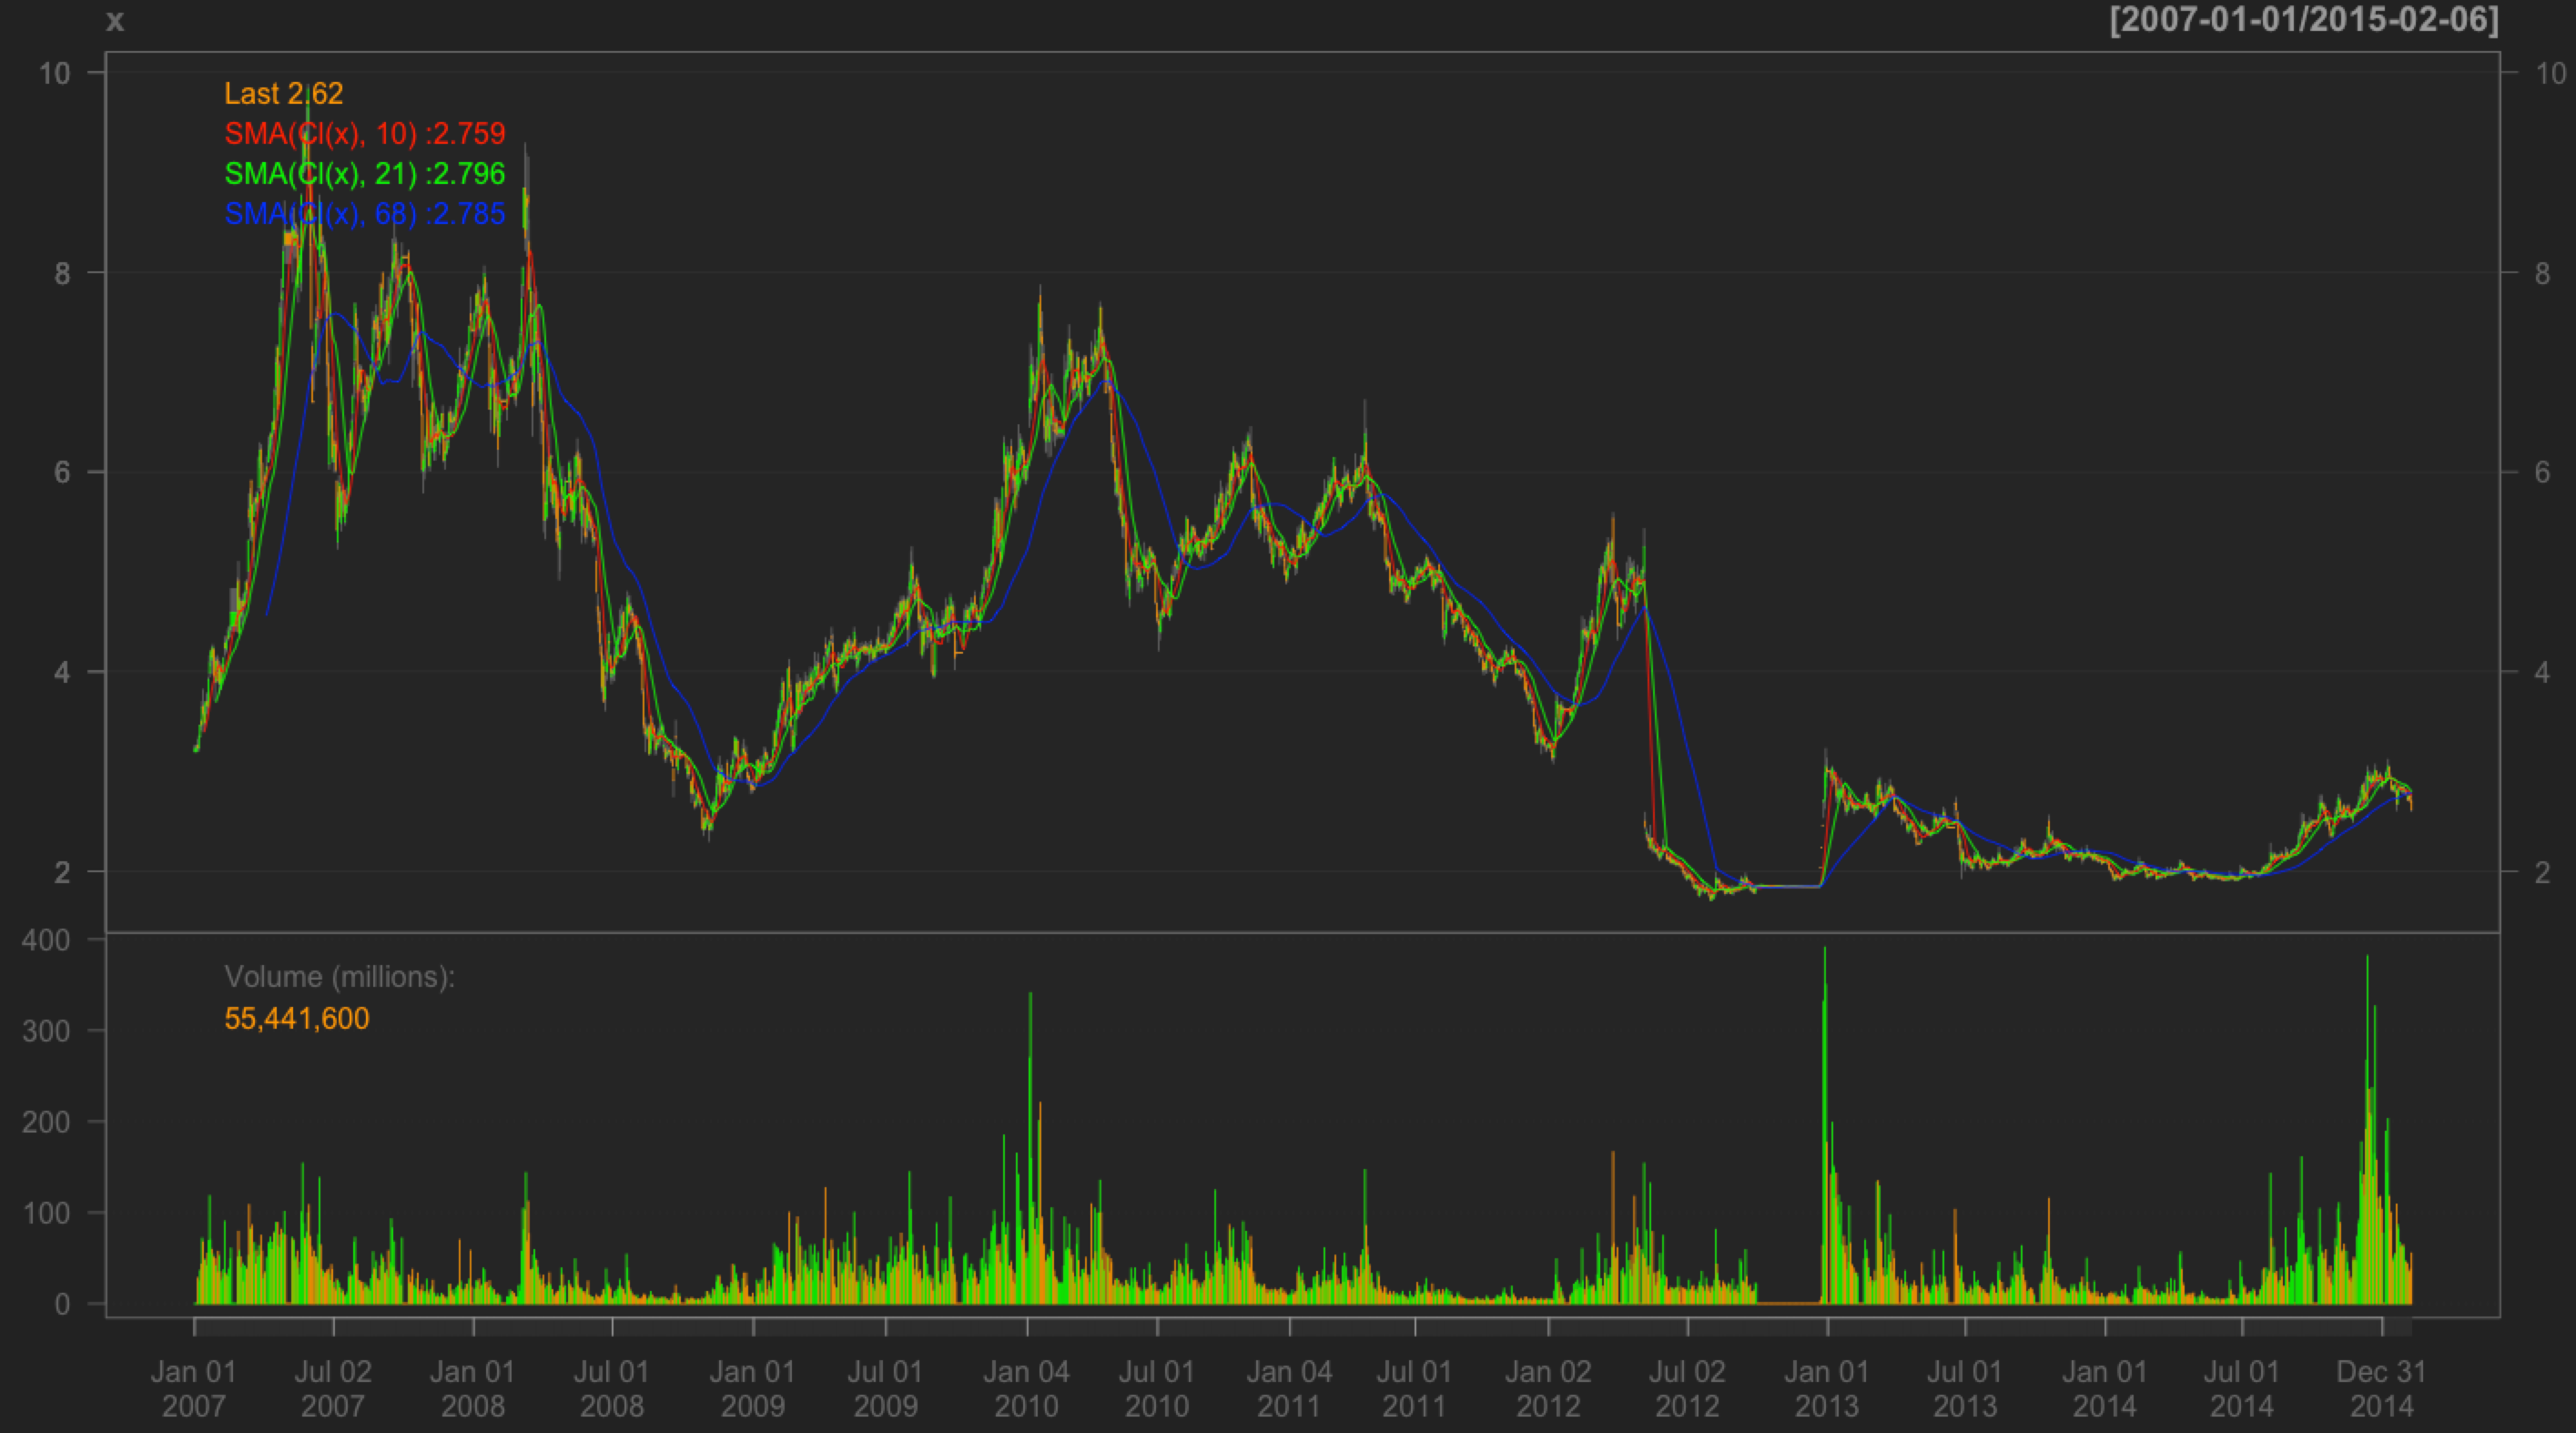 x [2007-01-01/2015-02-06]
10 10
Last 2.62
SMA(Cl(x), 10) :2.759
SMA(Cl(x), 21) :2.796
SMA(Cl(x), 68) :2.785
8 8
6 6
4 4
2 2
400
Volume (millions):
55,441,600
300
200
100
0
Jan 01 Jul 02 Jan 01 Jul 01 Jan 01 Jul 01 Jan 04 Jul 01 Jan 04 Jul 01 Jan 02 Jul 02 Jan 01 Jul 01 Jan 01 Jul 01 Dec 31
2007 2007 2008 2008 2009 2009 2010 2010 2011 2011 2012 2012 2013 2013 2014 2014 2014